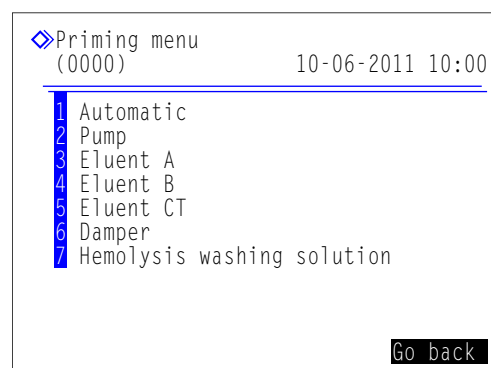 Priming menu
(0000) 10-06-2011 10:00
1 Automatic
2 Pump
3 Eluent A
4 Eluent B
5 Eluent CT
6 Damper
7 Hemolysis washing solution
Go back